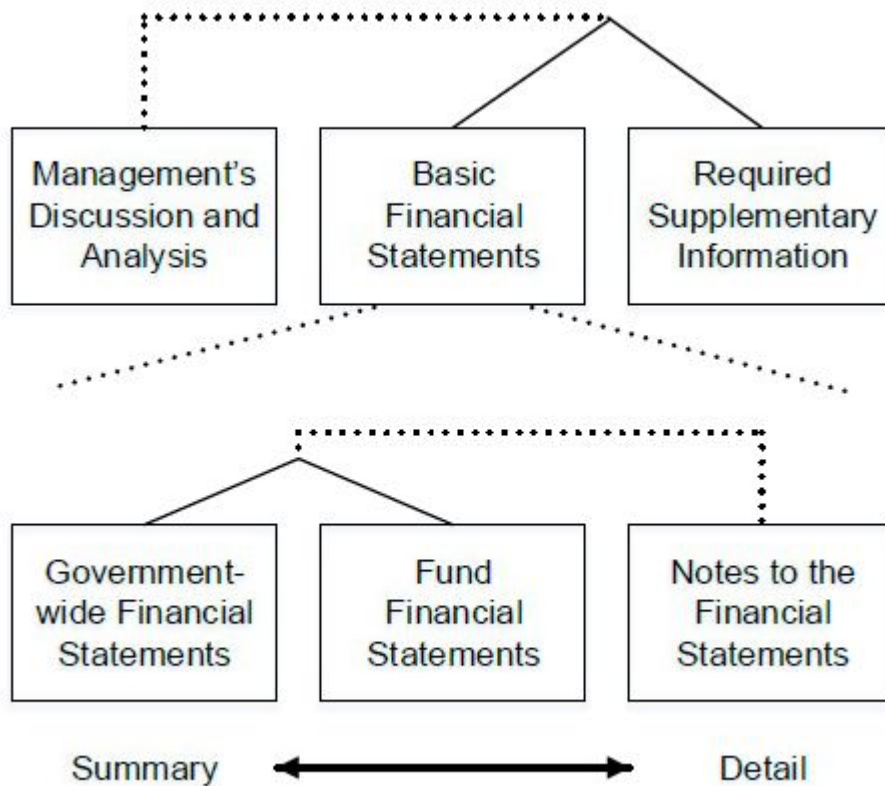 Management's
Discussion and
Analysis
Basic
Financial
Statements
Required
Supplementary
Information
Government-
wide Financial
Statements
Fund
Financial
Statements
Notes to the
Financial
Statements
Summary
Detail